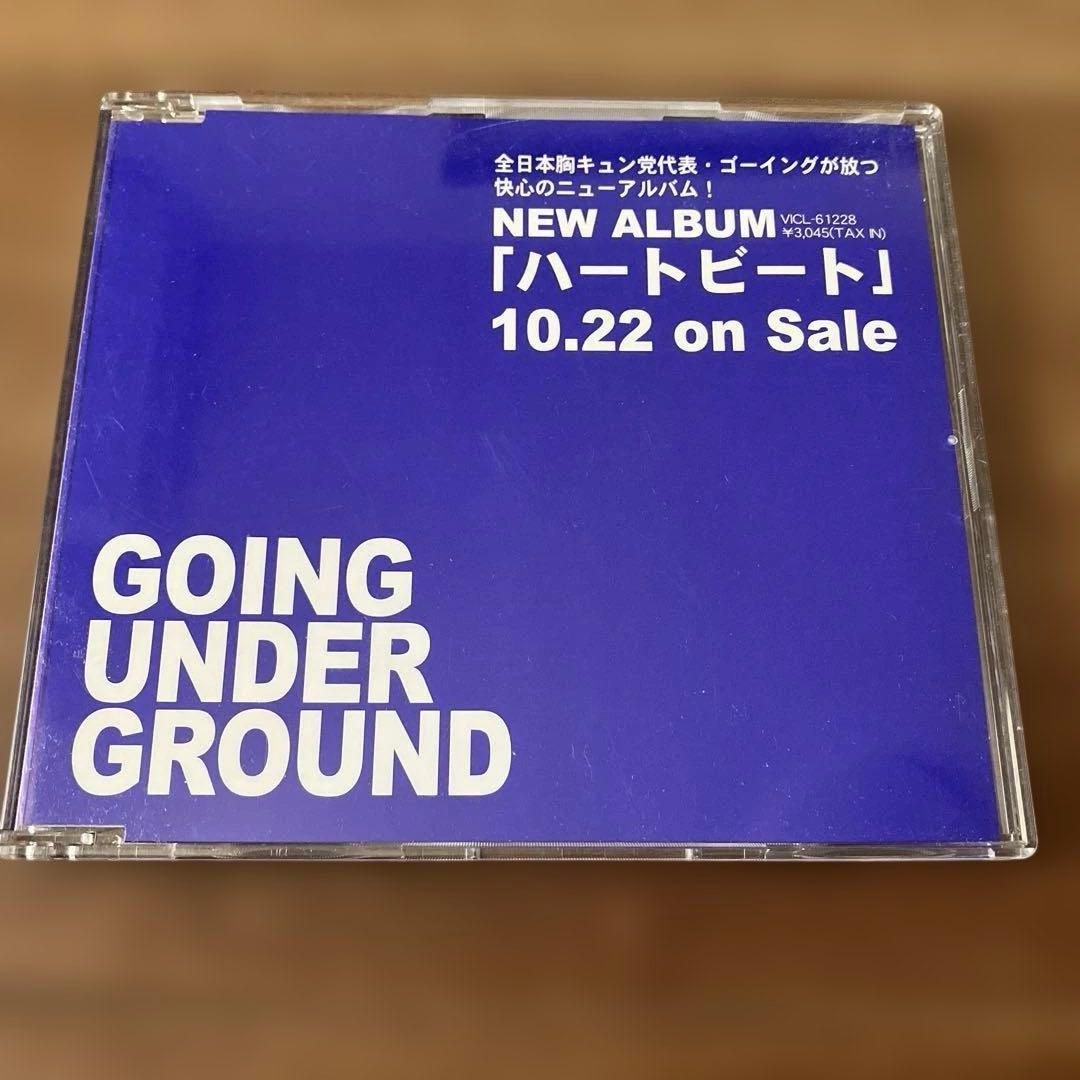 全日本胸キュン党代表・ゴーイングが放つ
快心のニューアルバム！
NEW ALBUM VICL-61228
¥3,045(TAX IN)
「ハートビート」
10.22 on Sale
GOING
UNDER
GROUND